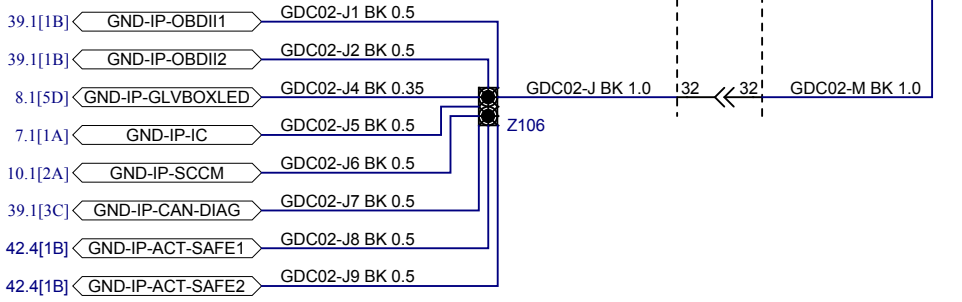 39.1[1B] GND-IP-OBDII1 GDC02-J1 BK 0.5
39.1[1B] GND-IP-OBDII2 GDC02-J2 BK 0.5
8.1[5D] GND-IP-GLVBOXLED GDC02-J4 BK 0.35 GDC02-J BK 1.0 32 32 GDC02-M BK 1.0
7.1[1A] GND-IP-IC GDC02-J5 BK 0.5 Z106
10.1[2A] GND-IP-SCCM GDC02-J6 BK 0.5
39.1[3C] GND-IP-CAN-DIAG GDC02-J7 BK 0.5
42.4[1B] GND-IP-ACT-SAFE1 GDC02-J8 BK 0.5
42.4[1B] GND-IP-ACT-SAFE2 GDC02-J9 BK 0.5